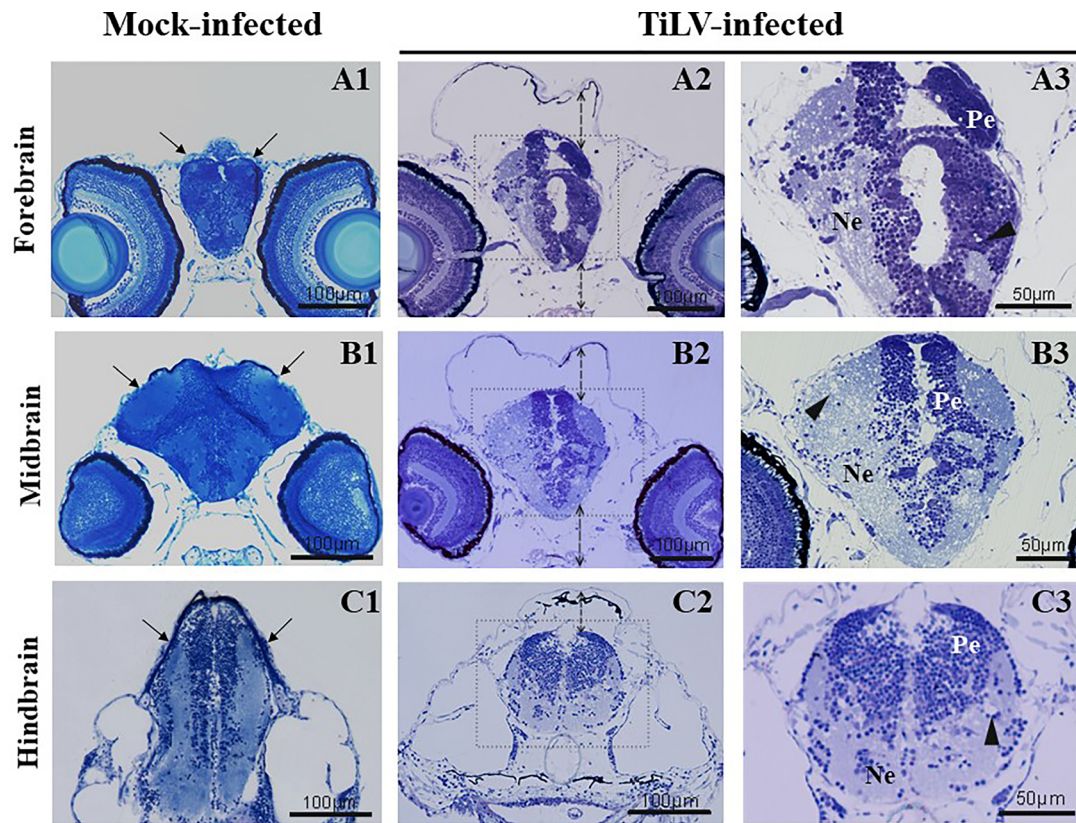 Mock-infected
TiLV-infected
Forebrain
A1
100μm
A2
100μm
A3
Pe
Ne
50μm
Midbrain
B1
100μm
B2
100μm
B3
Pe
Ne
50μm
Hindbrain
C1
100μm
C2
100μm
C3
Pe
Ne
50μm